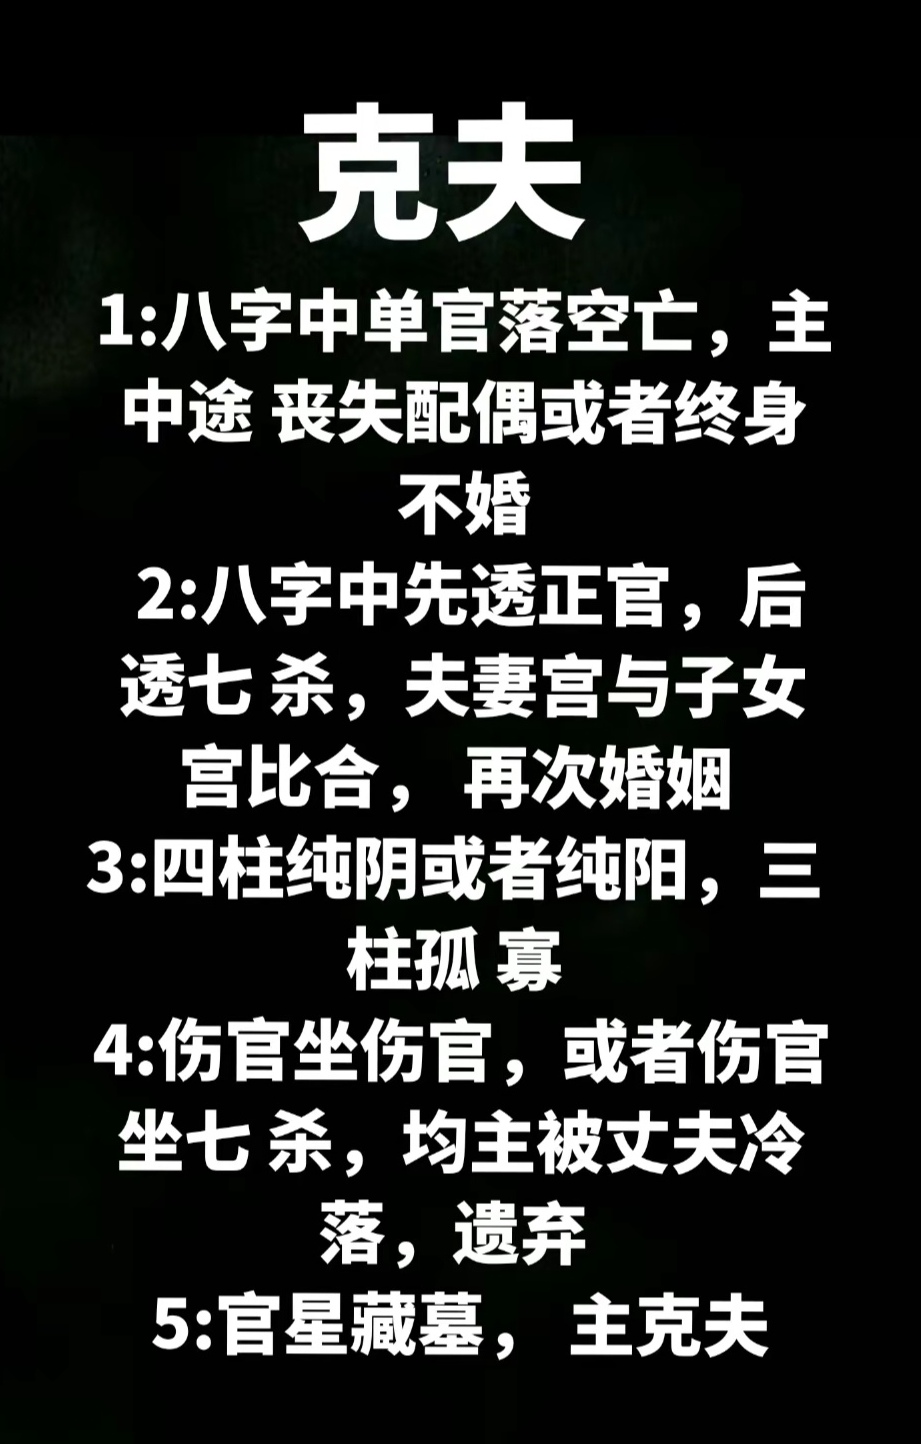 克夫
1:八字中单官落空亡，主
中途 丧失配偶或者终身
不婚
2:八字中先透正官，后
透七 杀，夫妻宫与子女
宫比合， 再次婚姻
3:四柱纯阴或者纯阳，三
柱孤 寡
4:伤官坐伤官，或者伤官
坐七 杀，均主被丈夫冷
落，遗弃
5:官星藏墓， 主克夫